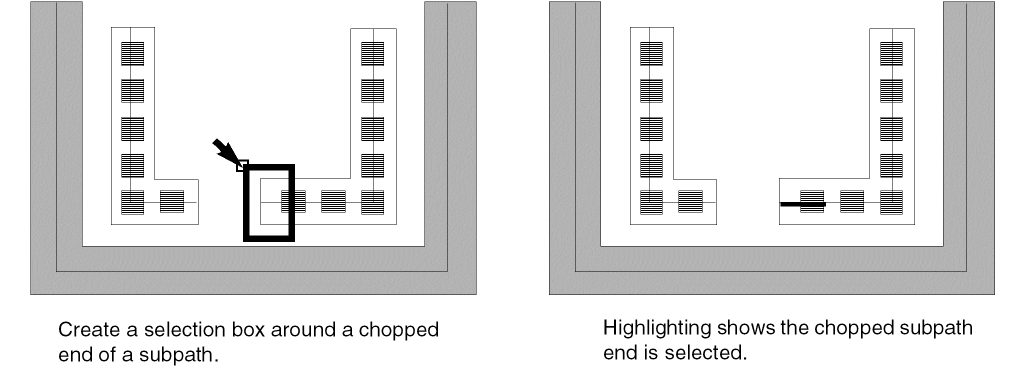 Create a selection box around a chopped
end of a subpath.
Highlighting shows the chopped subpath
end is selected.